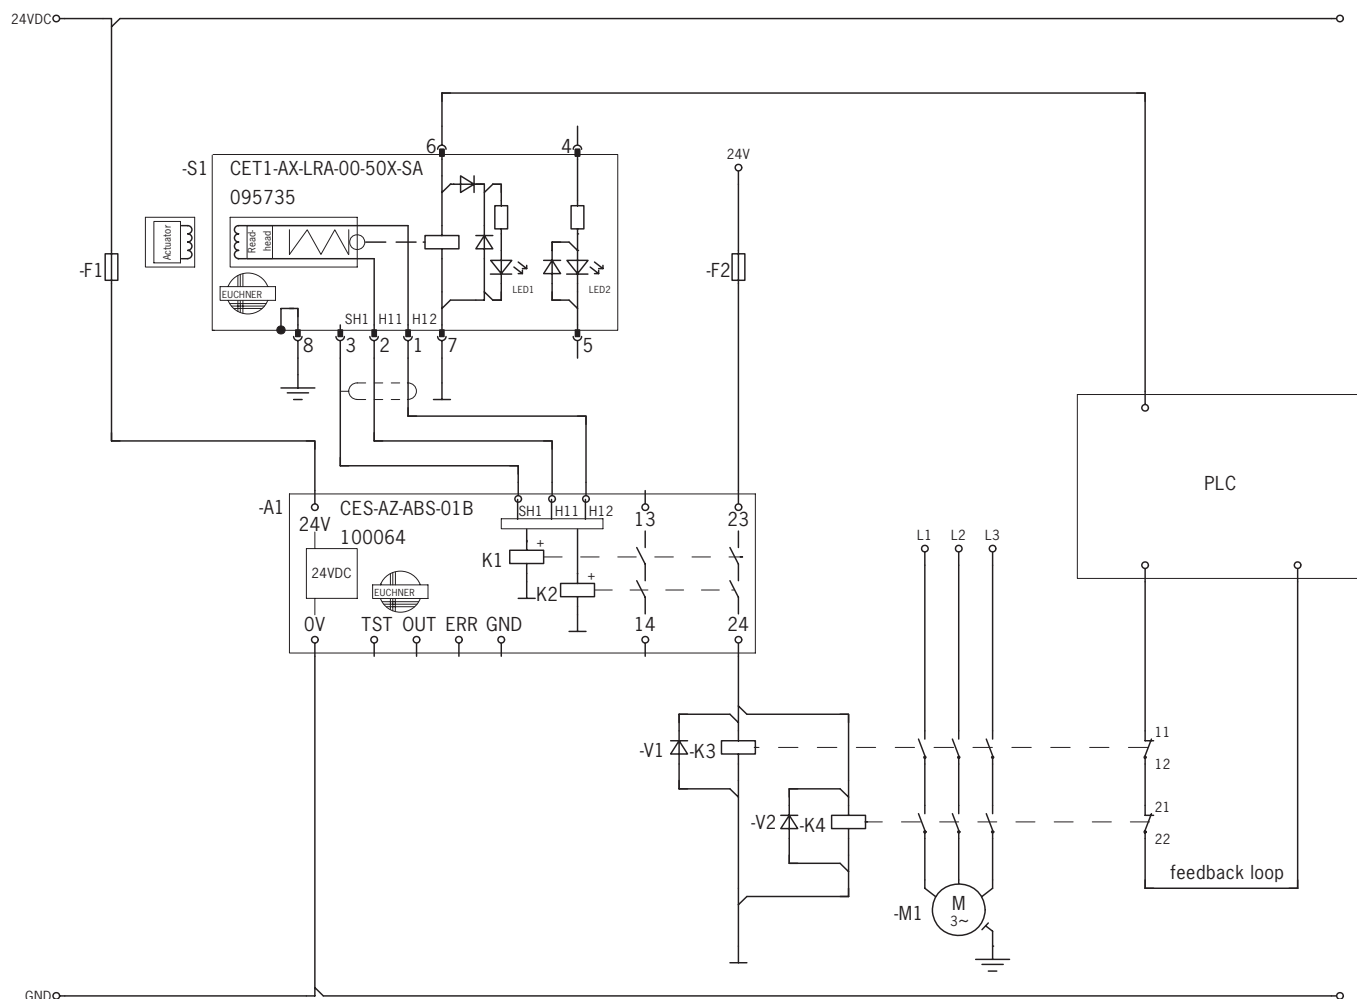 24VDC
6
4
24V
-S1
CET1-AX-LRA-00-50X-SA
095735
Actuator
Read-
head
-F1
-F2
EUCHNER
LED1
LED2
SH1
H11
H12
8
3
2
1
7
5
-A1
24V
CES-AZ-ABS-01B
100064
SH1
H11
H12
13
23
PLC
K1
+
24VDC
EUCHNER
K2
+
L1
L2
L3
0V
TST
OUT
ERR
GND
14
24
-V1
-K3
11
12
-V2
-K4
21
22
feedback loop
-M1
M
3~
GND